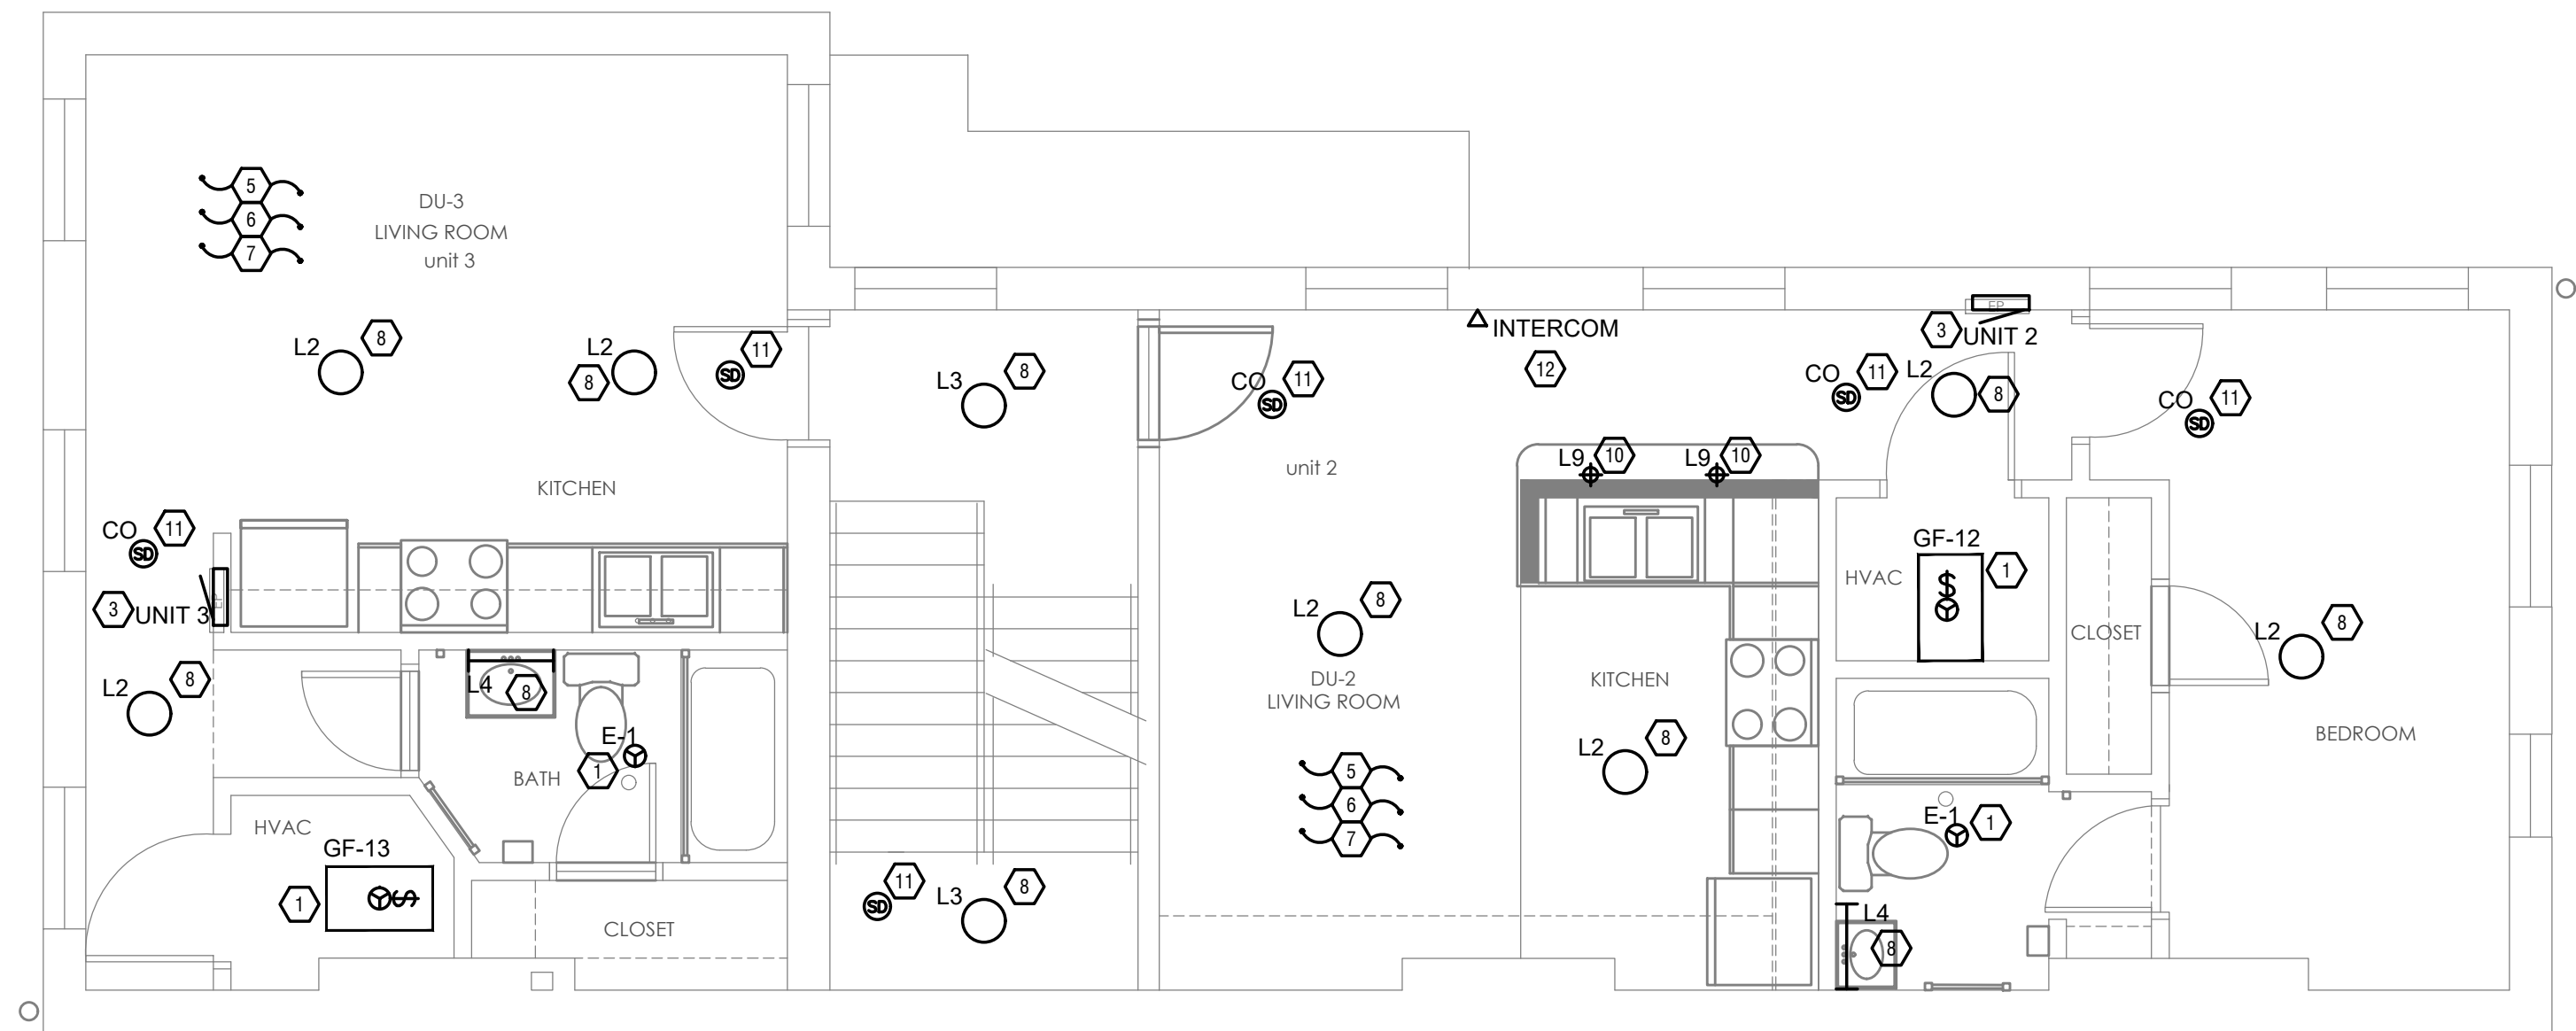 5
6
7
DU-3
LIVING ROOM
unit 3
L2
8
L2
8
11
SD
KITCHEN
CO
11
SD
3
UNIT 3
EP
L2
8
L4
8
E-1
1
BATH
HVAC
GF-13
1
$
CLOSET
L3
8
11
SD
L3
8
CO
11
SD
unit 2
INTERCOM
12
L9
10
L9
10
L2
8
DU-2
LIVING ROOM
5
6
7
KITCHEN
L2
8
EP
3
UNIT 2
CO
11
SD
L2
8
CO
11
SD
GF-12
HVAC
1
$
CLOSET
L2
8
BEDROOM
E-1
1
L4
8